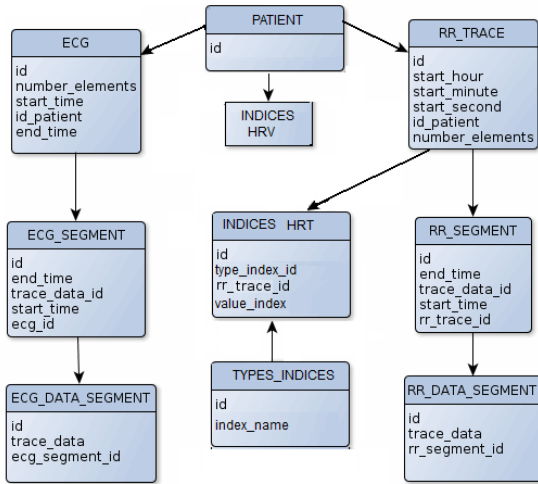 PATIENT
id
ECG
id
number_elements
start_time
id_patient
end_time
RR_TRACE
id
start_hour
start_minute
start_second
id_patient
number_elements
INDICES
HRV
ECG_SEGMENT
id
end_time
trace_data_id
start_time
ecg_id
INDICES HRT
id
type_index_id
rr_trace_id
value_index
RR_SEGMENT
id
end_time
trace_data_id
start_time
rr_trace_id
ECG_DATA_SEGMENT
id
trace_data
ecg_segment_id
TYPES_INDICES
id
index_name
RR_DATA_SEGMENT
id
trace_data
rr_segment_id